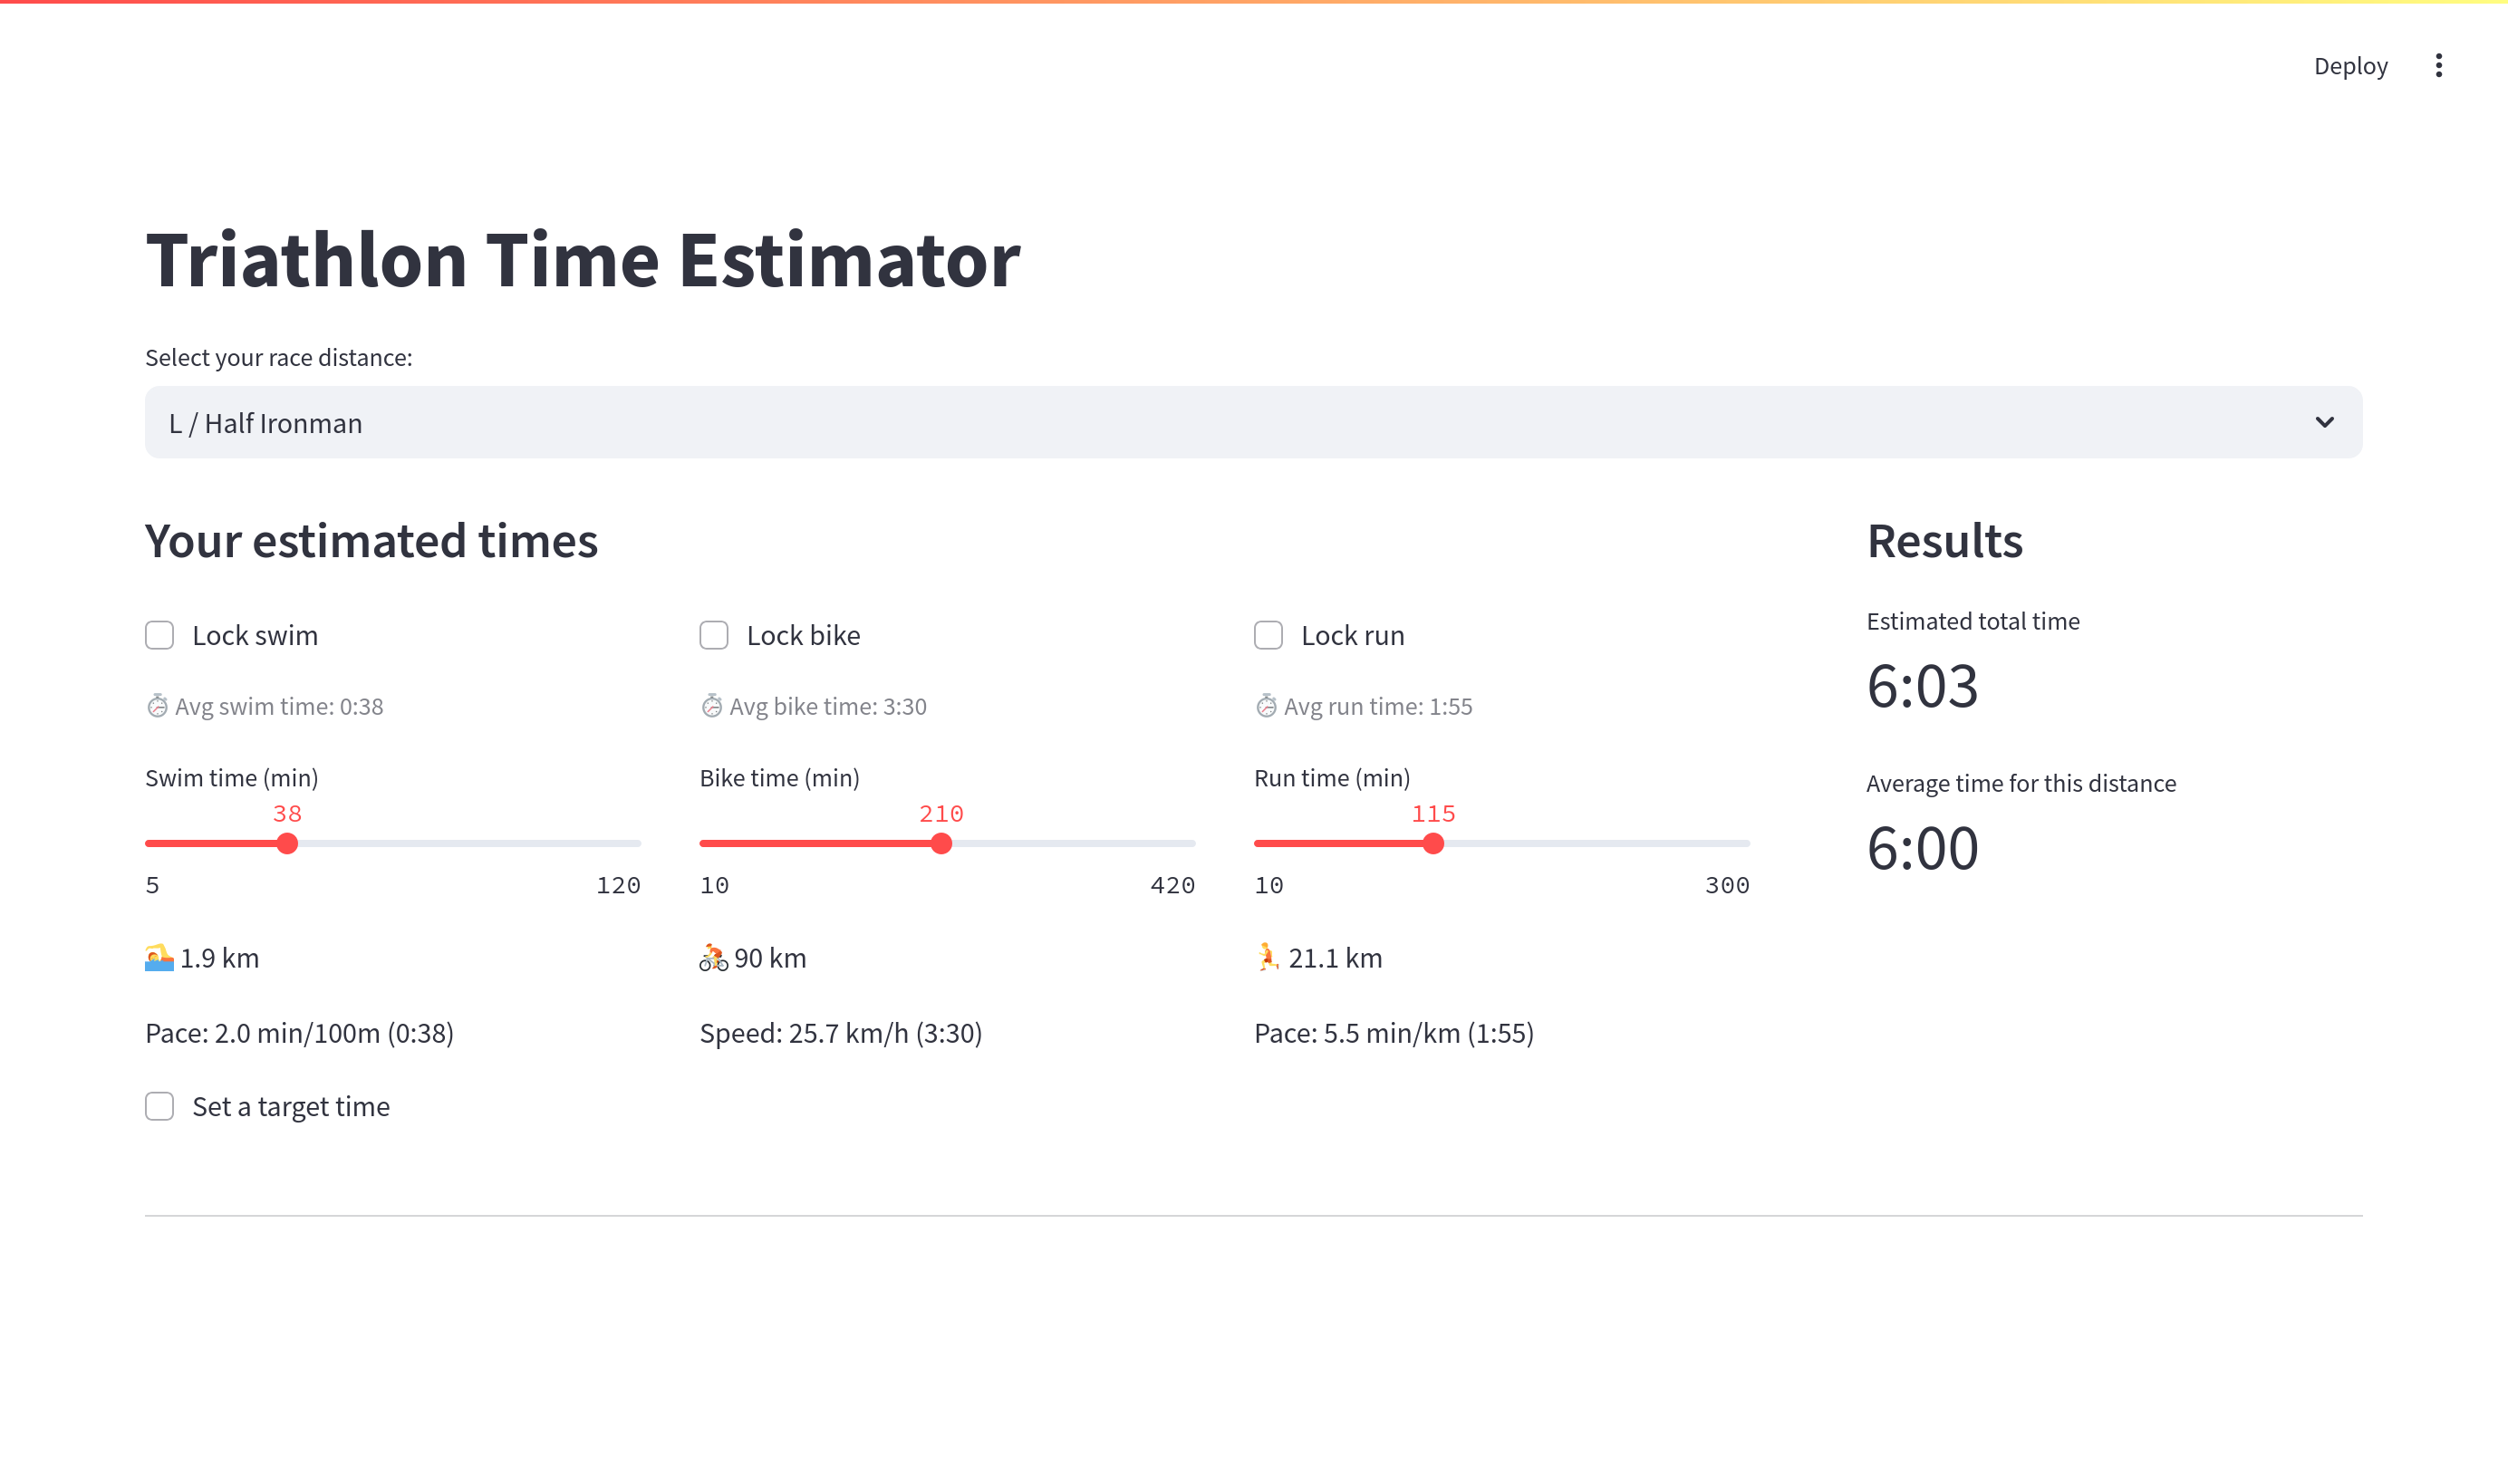 Deploy
Triathlon Time Estimator
Select your race distance:
L / Half Ironman
Your estimated times
Lock swim
Avg swim time: 0:38
Swim time (min)
38
5 120
1.9 km
Pace: 2.0 min/100m (0:38)
Lock bike
Avg bike time: 3:30
Bike time (min)
210
10 420
90 km
Speed: 25.7 km/h (3:30)
Lock run
Avg run time: 1:55
Run time (min)
115
10 300
21.1 km
Pace: 5.5 min/km (1:55)
Set a target time
Results
Estimated total time
6:03
Average time for this distance
6:00